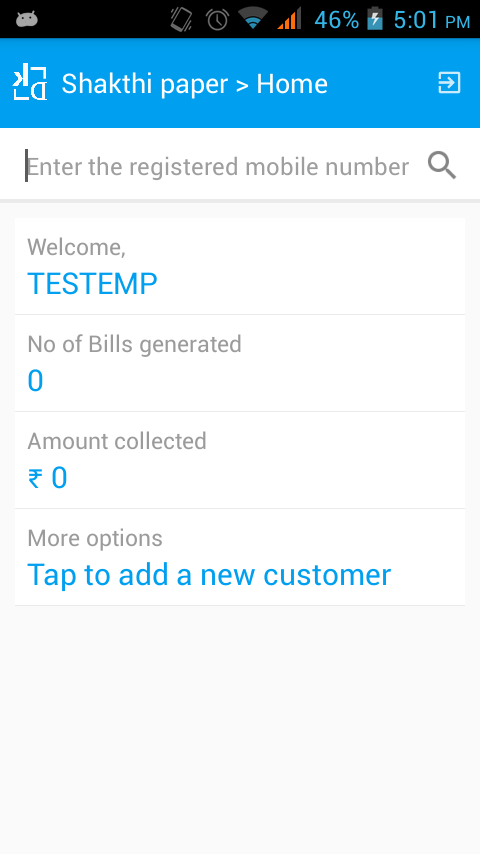 46% 5:01 PM
Shakthi paper > Home
Enter the registered mobile number
Welcome,
TESTEMP
No of Bills generated
0
Amount collected
₹ 0
More options
Tap to add a new customer